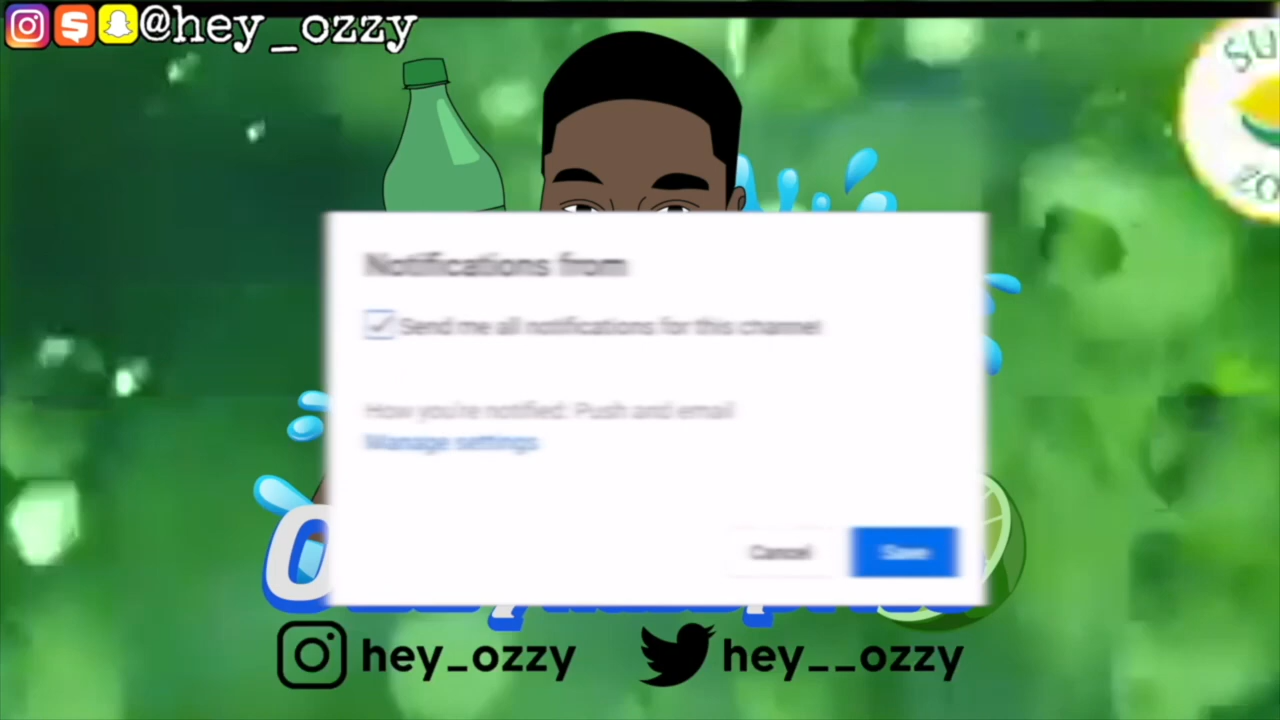 @hey_ozzy
Notifications from
Send me all notifications for this channel
How you're notified: Push and email
Manage settings
Cancel
Save
hey_ozzy
hey__ozzy